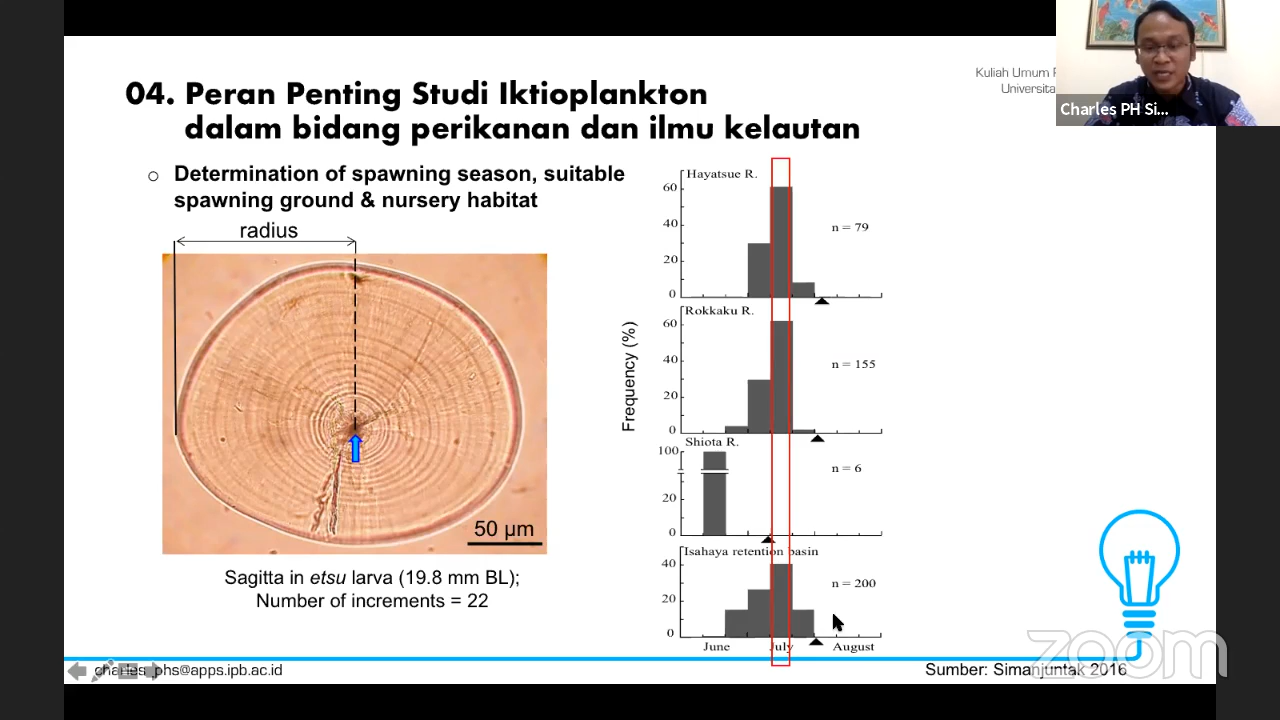 04. Peran Penting Studi Iktioplankton
dalam bidang perikanan dan ilmu kelautan
Kuliah Umum
Charles PH Si...
○ Determination of spawning season, suitable
spawning ground & nursery habitat
radius
50 µm
Sagitta in etsu larva (19.8 mm BL);
Number of increments = 22
Frequency (%)
Hayatsue R.
60
40
20
0
n = 79
Rokkaku R.
60
40
20
0
n = 155
Shiota R.
100
20
0
n = 6
Isahaya retention basin
40
20
0
n = 200
June July August
charles_phs@apps.ipb.ac.id
Sumber: Simanjuntak 2016
zoom